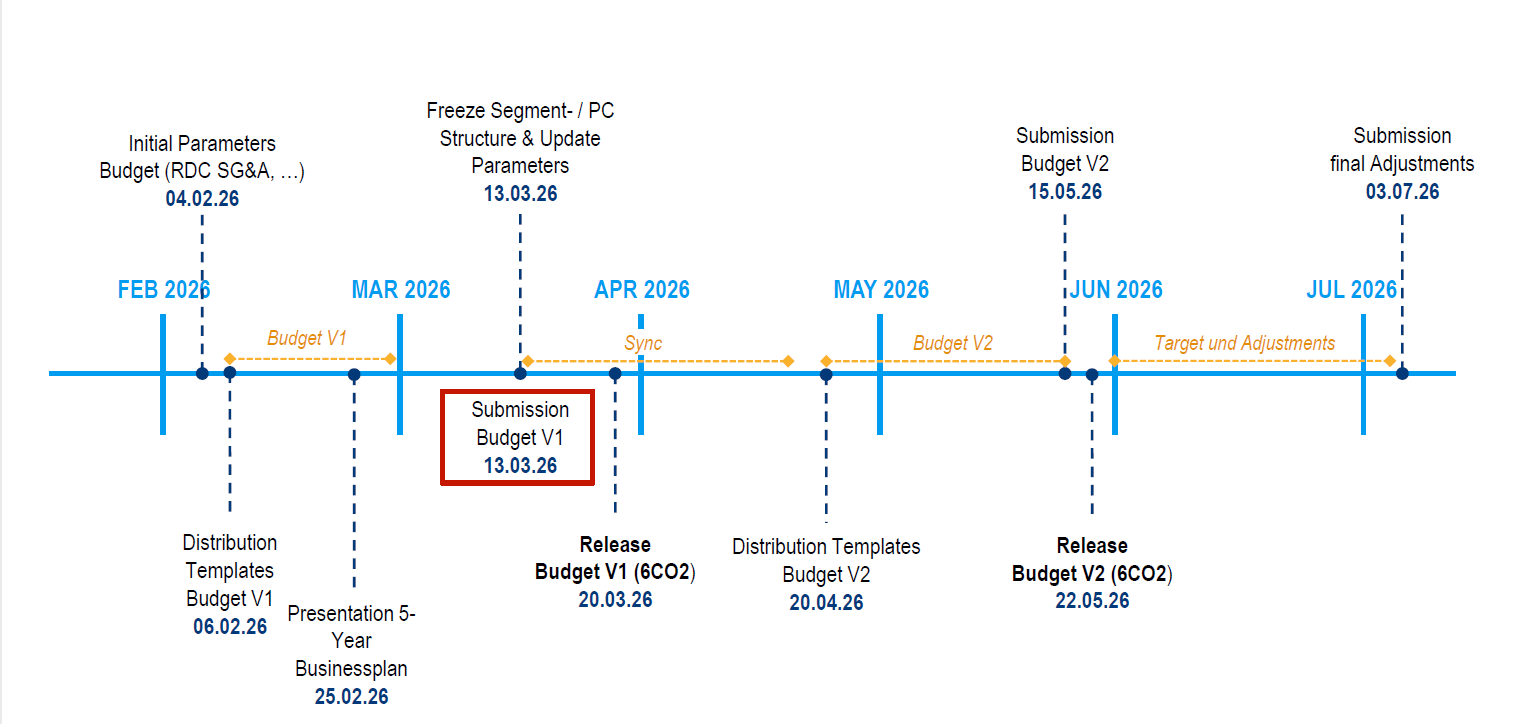 Initial Parameters
Budget (RDC SG&A, …)
04.02.26
Freeze Segment- / PC
Structure & Update
Parameters
13.03.26
Submission
Budget V2
15.05.26
Submission
final Adjustments
03.07.26
FEB 2026
MAR 2026
APR 2026
MAY 2026
JUN 2026
JUL 2026
Budget V1
Sync
Budget V2
Target und Adjustments
Submission
Budget V1
13.03.26
Distribution
Templates
Budget V1
06.02.26
Presentation 5-
Year
Businessplan
25.02.26
Release
Budget V1 (6CO2)
20.03.26
Distribution Templates
Budget V2
20.04.26
Release
Budget V2 (6CO2)
22.05.26